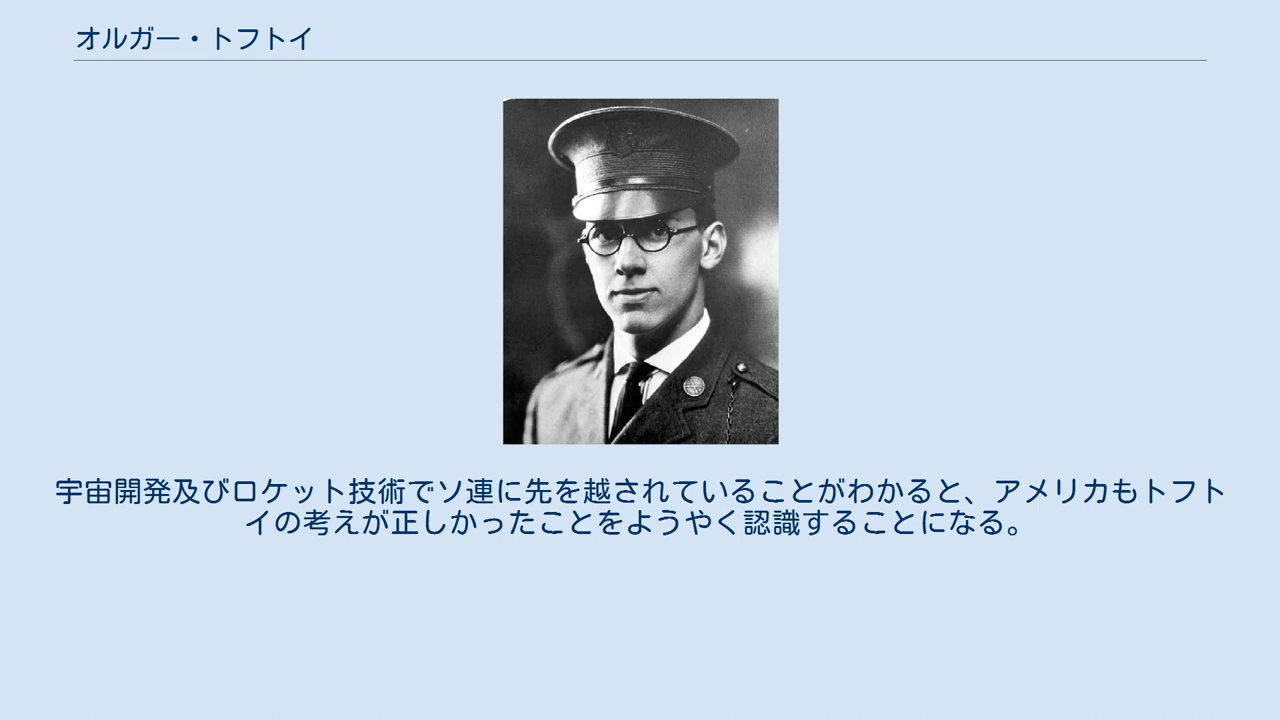 オルガー・トフトイ
宇宙開発及びロケット技術でソ連に先を越されていることがわかると、アメリカもトフト
イの考えが正しかったことをようやく認識することになる。